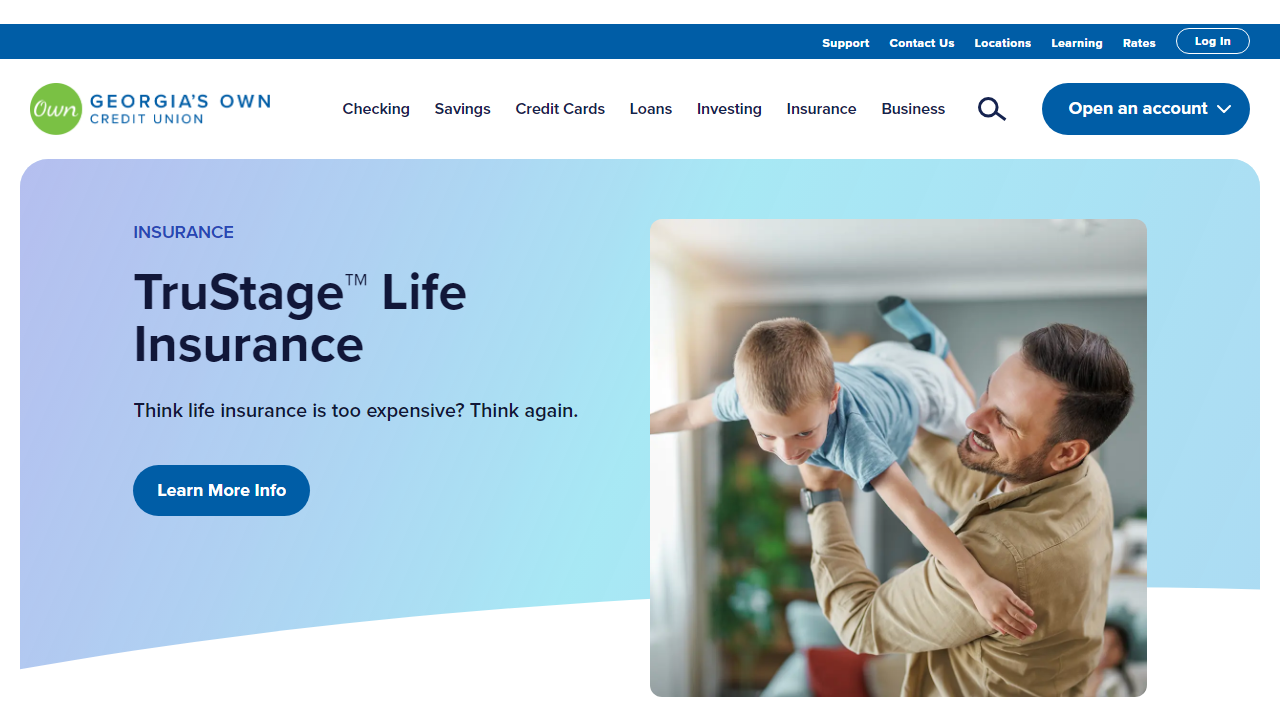 Support Contact Us Locations Learning Rates Log In
Own GEORGIA'S OWN
CREDIT UNION
Checking Savings Credit Cards Loans Investing Insurance Business Open an account
INSURANCE
TruStage™ Life
Insurance
Think life insurance is too expensive? Think again.
Learn More Info